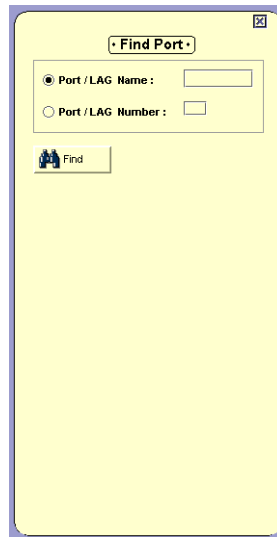 · Find Port ·
Port / LAG Name :
Port / LAG Number :
Find